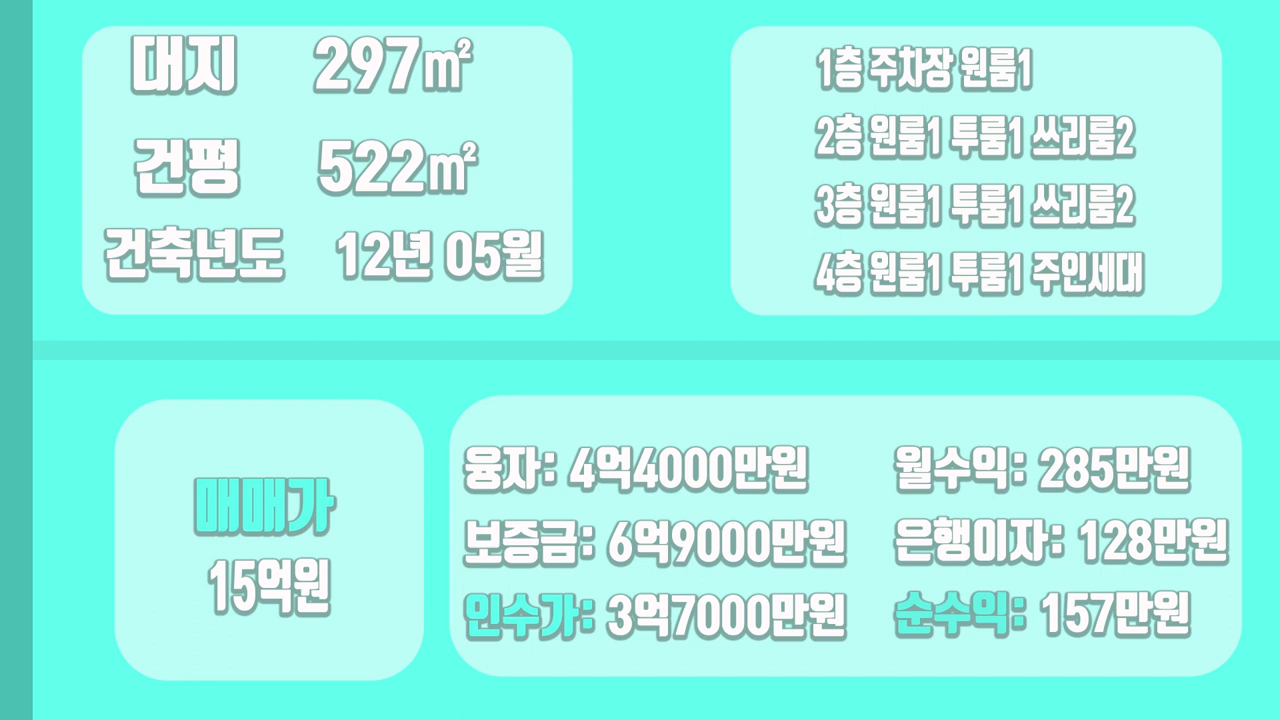 대지 297㎡
건평 522㎡
건축년도 12년 05월
1층 주차장 원룸1
2층 원룸1 투룸1 쓰리룸2
3층 원룸1 투룸1 쓰리룸2
4층 원룸1 투룸1 주인세대
매매가
15억원
융자: 4억4000만원
보증금: 6억9000만원
인수가: 3억7000만원
월수익: 285만원
은행이자: 128만원
순수익: 157만원